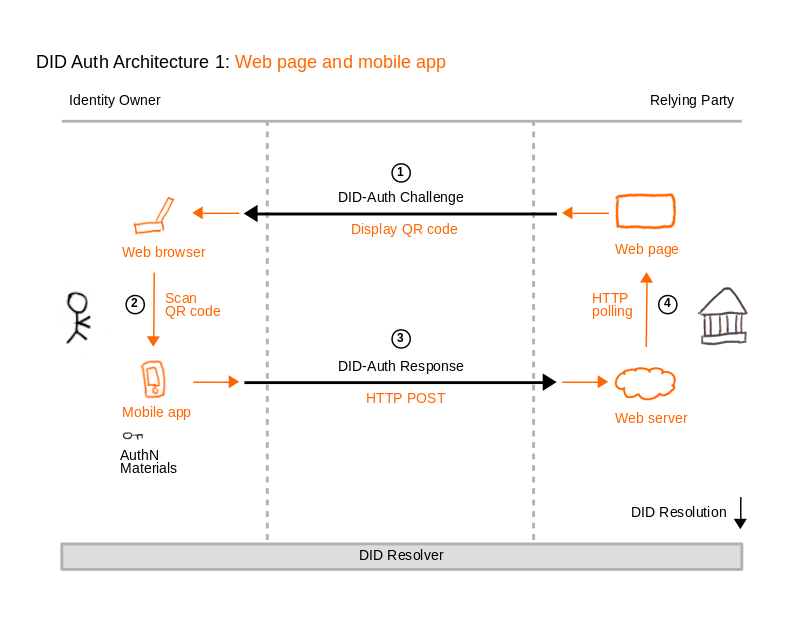 DID Auth Architecture 1: Web page and mobile app
Identity Owner
Relying Party
1
DID-Auth Challenge
Display QR code
Web browser
Web page
2
Scan
QR code
HTTP
polling
4
3
DID-Auth Response
HTTP POST
Mobile app
Web server
AuthN
Materials
DID Resolution
DID Resolver